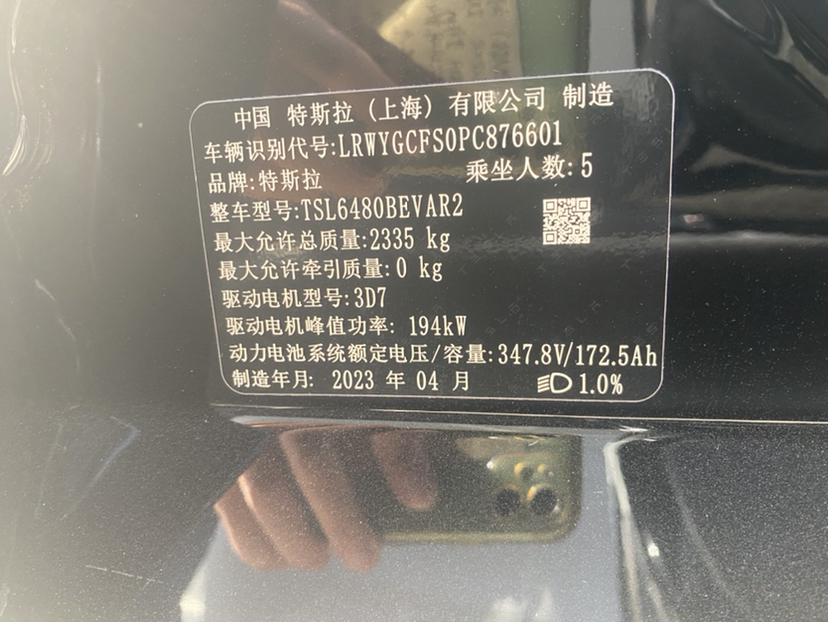 中国 特斯拉（上海）有限公司 制造
车辆识别代号:LRWYGCFS0PC876601
品牌:特斯拉 乘坐人数:5
整车型号:TSL6480BEVAR2
最大允许总质量:2335 kg
最大允许牵引质量:0 kg
驱动电机型号:3D7
驱动电机峰值功率: 194kW
动力电池系统额定电压/容量:347.8V/172.5Ah
制造年月: 2023 年 04 月 1.0%